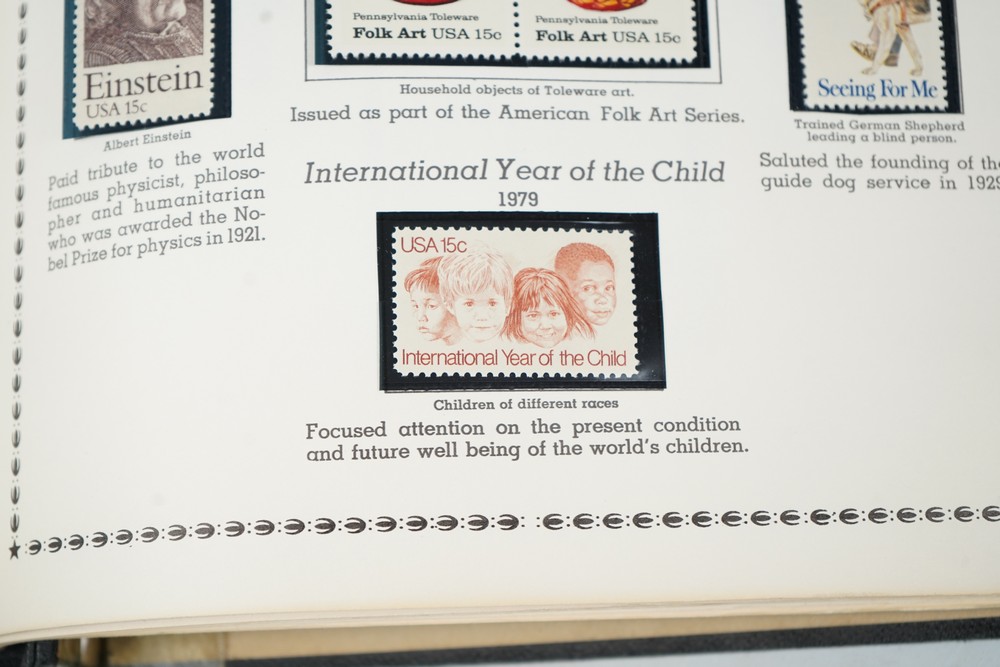 Einstein
USA 15c
Albert Einstein
Paid tribute to the world
famous physicist, philoso-
pher and humanitarian
who was awarded the No-
bel Prize for physics in 1921.
Pennsylvania Toleware
Folk Art USA 15c
Pennsylvania Toleware
Folk Art USA 15c
Household objects of Toleware art.
Issued as part of the American Folk Art Series.
Seeing For Me
Trained German Shepherd
leading a blind person.
Saluted the founding of the
guide dog service in 1929
International Year of the Child
1979
USA 15c
International Year of the Child
Children of different races
Focused attention on the present condition
and future well being of the world's children.